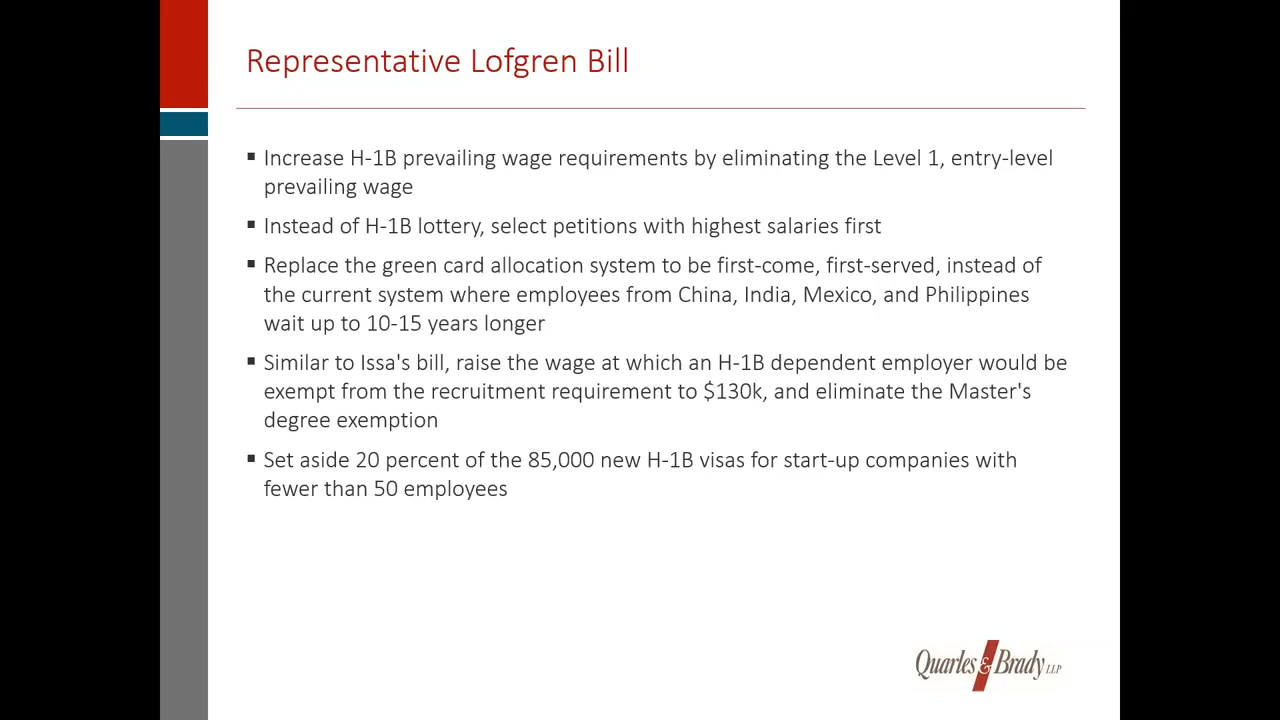 Representative Lofgren Bill
▪ Increase H-1B prevailing wage requirements by eliminating the Level 1, entry-level
prevailing wage
▪ Instead of H-1B lottery, select petitions with highest salaries first
▪ Replace the green card allocation system to be first-come, first-served, instead of
the current system where employees from China, India, Mexico, and Philippines
wait up to 10-15 years longer
▪ Similar to Issa's bill, raise the wage at which an H-1B dependent employer would be
exempt from the recruitment requirement to $130k, and eliminate the Master's
degree exemption
▪ Set aside 20 percent of the 85,000 new H-1B visas for start-up companies with
fewer than 50 employees
Quarles & Brady LLP